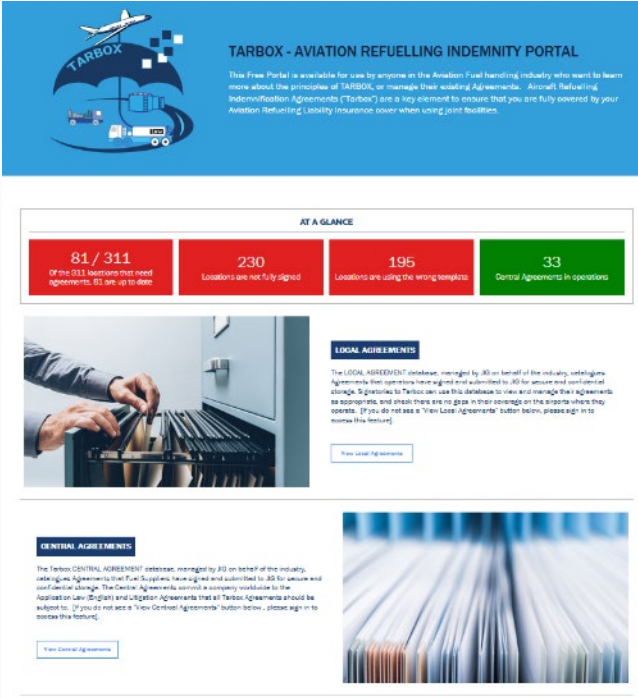 TARBOX
TARBOX - AVIATION REFUELLING INDEMNITY PORTAL
This Free Portal is available for use by anyone in the Aviation Fuel handling industry who want to learn
more about the principles of TARBOX, or manage their existing Agreements. Aircraft Refuelling
Indemnification Agreements ("Tarbox") are a key element to ensure that you are fully covered by your
Aviation Refuelling Liability Insurance cover when using joint facilities.
AT A GLANCE
81 / 311
Of the 311 locations that need
agreements, 81 are up to date
230
Locations are not fully signed
195
Locations are using the wrong template
33
Central Agreements in operations
LOCAL AGREEMENTS
The LOCAL AGREEMENT database, managed by JIG on behalf of the industry, catalogues
Agreements that operators have signed and submitted to JIG for secure and confidential
storage. Signatories to Tarbox can use this database to view and manage their agreements
as appropriate, and check there are no gaps in their coverage on the airports where they
operate. [If you do not see a "View Local Agreements" button below, please sign in to
access this feature].
View Local Agreements
CENTRAL AGREEMENTS
The Tarbox CENTRAL AGREEMENT database, managed by JIG on behalf of the industry,
catalogues Agreements that Fuel Suppliers have signed and submitted to JIG for secure and
confidential storage. The Central Agreements commit a company worldwide to the
Application Law (English) and Litigation Agreements that all Tarbox Agreements should be
subject to. [If you do not see a "View Central Agreements" button below , please sign in to
access this feature].
View Central Agreements